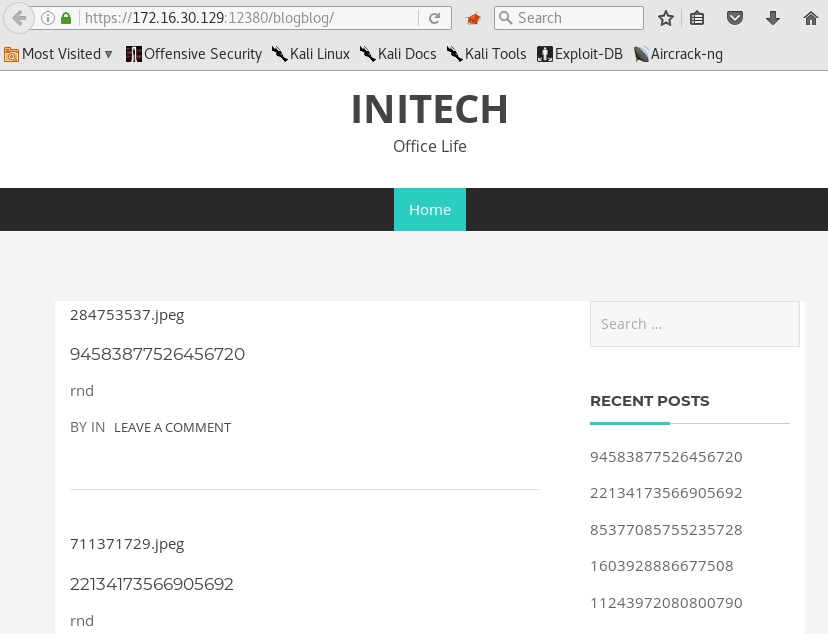 https://172.16.30.129:12380/blogblog/
Search
Most Visited
Offensive Security
Kali Linux
Kali Docs
Kali Tools
Exploit-DB
Aircrack-ng
INITECH
Office Life
Home
284753537.jpeg
94583877526456720
rnd
BY IN LEAVE A COMMENT
711371729.jpeg
22134173566905692
rnd
Search ...
RECENT POSTS
94583877526456720
22134173566905692
85377085755235728
1603928886677508
11243972080800790